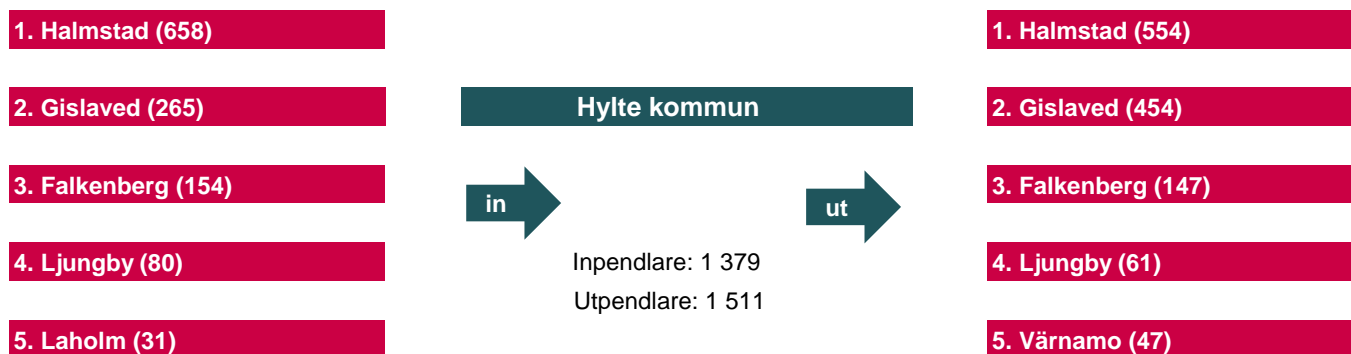 1. Halmstad (658)
2. Gislaved (265)
3. Falkenberg (154)
4. Ljungby (80)
5. Laholm (31)
Hylte kommun
in
ut
Inpendlare: 1 379
Utpendlare: 1 511
1. Halmstad (554)
2. Gislaved (454)
3. Falkenberg (147)
4. Ljungby (61)
5. Värnamo (47)